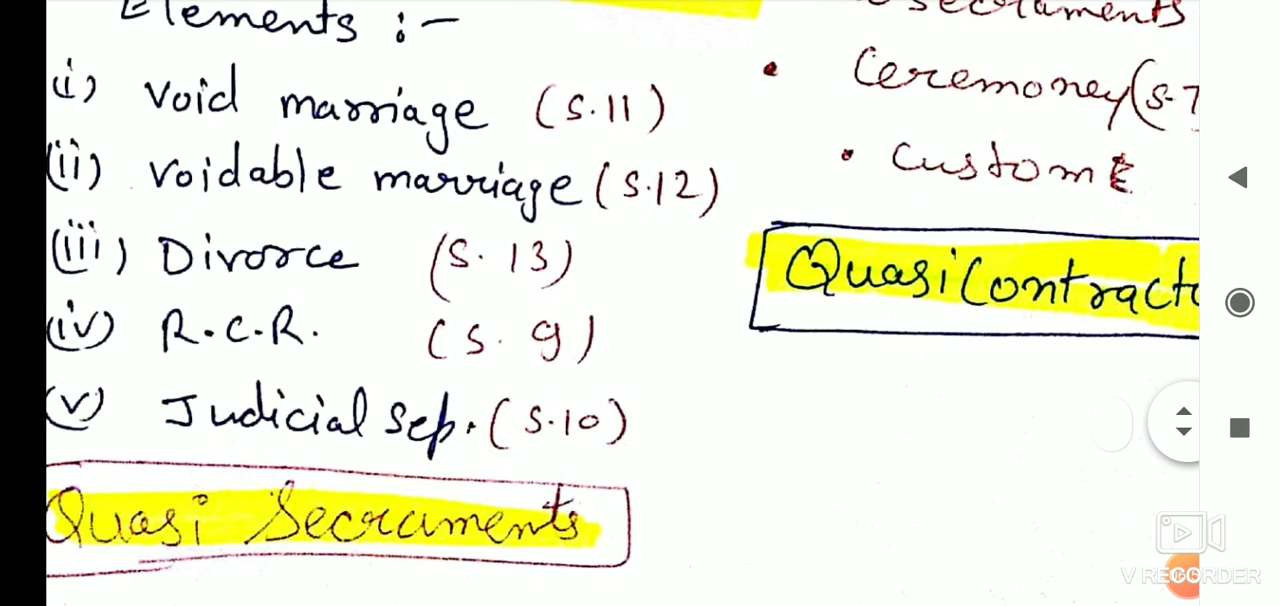 Elements :-
(i) void marriage (S.11)
(ii) voidable marriage (S.12)
(iii) Divorce (S. 13)
(iv) R.C.R. (S. 9)
(v) Judicial Sep. (S.10)
Quasi Secraments
secraments
• Ceremoney (S-7
• Custom
Quasi Contract
V RECORDER